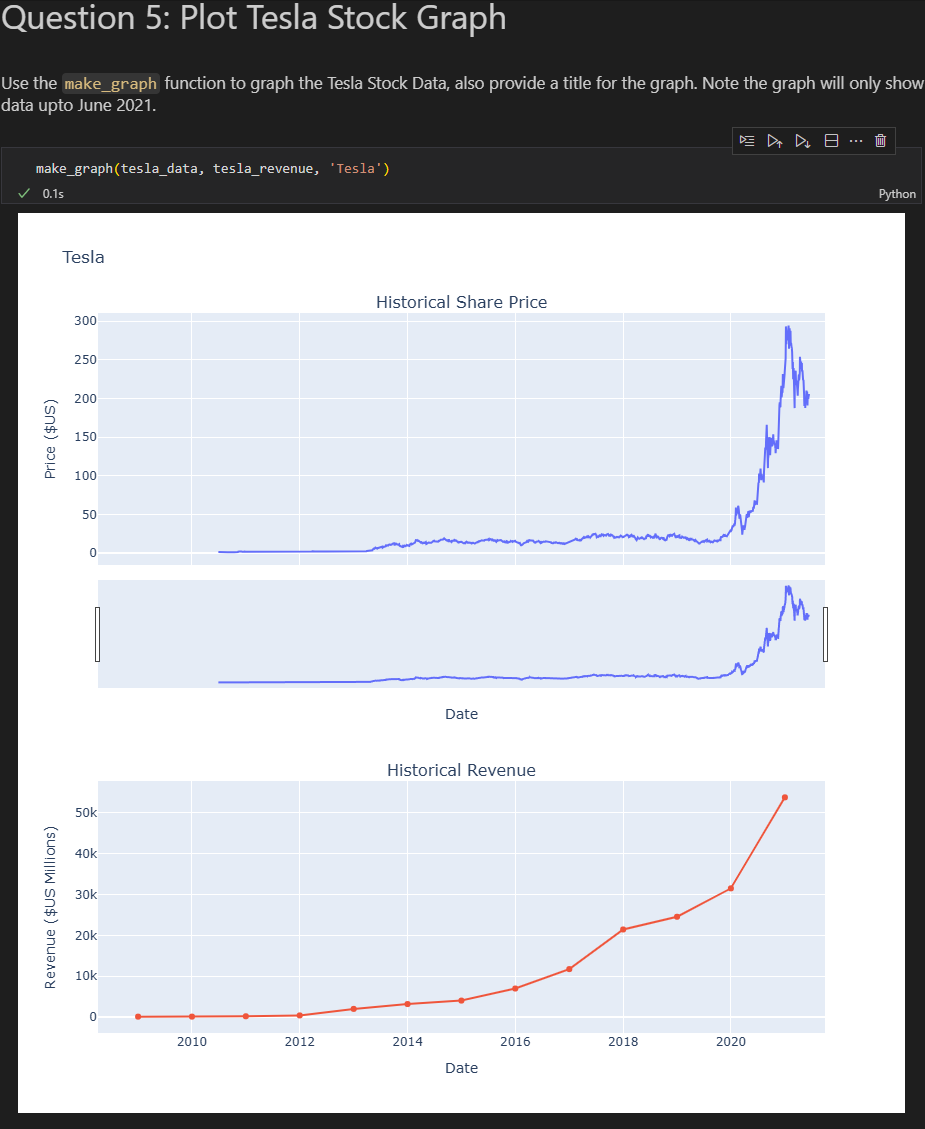 Question 5: Plot Tesla Stock Graph
Use the make_graph function to graph the Tesla Stock Data, also provide a title for the graph. Note the graph will only show
data upto June 2021.
make_graph(tesla_data, tesla_revenue, 'Tesla')
0.1s
Python
Tesla
Historical Share Price
300
250
200
150
100
50
0
Price ($US)
Date
Historical Revenue
50k
40k
30k
20k
10k
0
Revenue ($US Millions)
2010 2012 2014 2016 2018 2020
Date